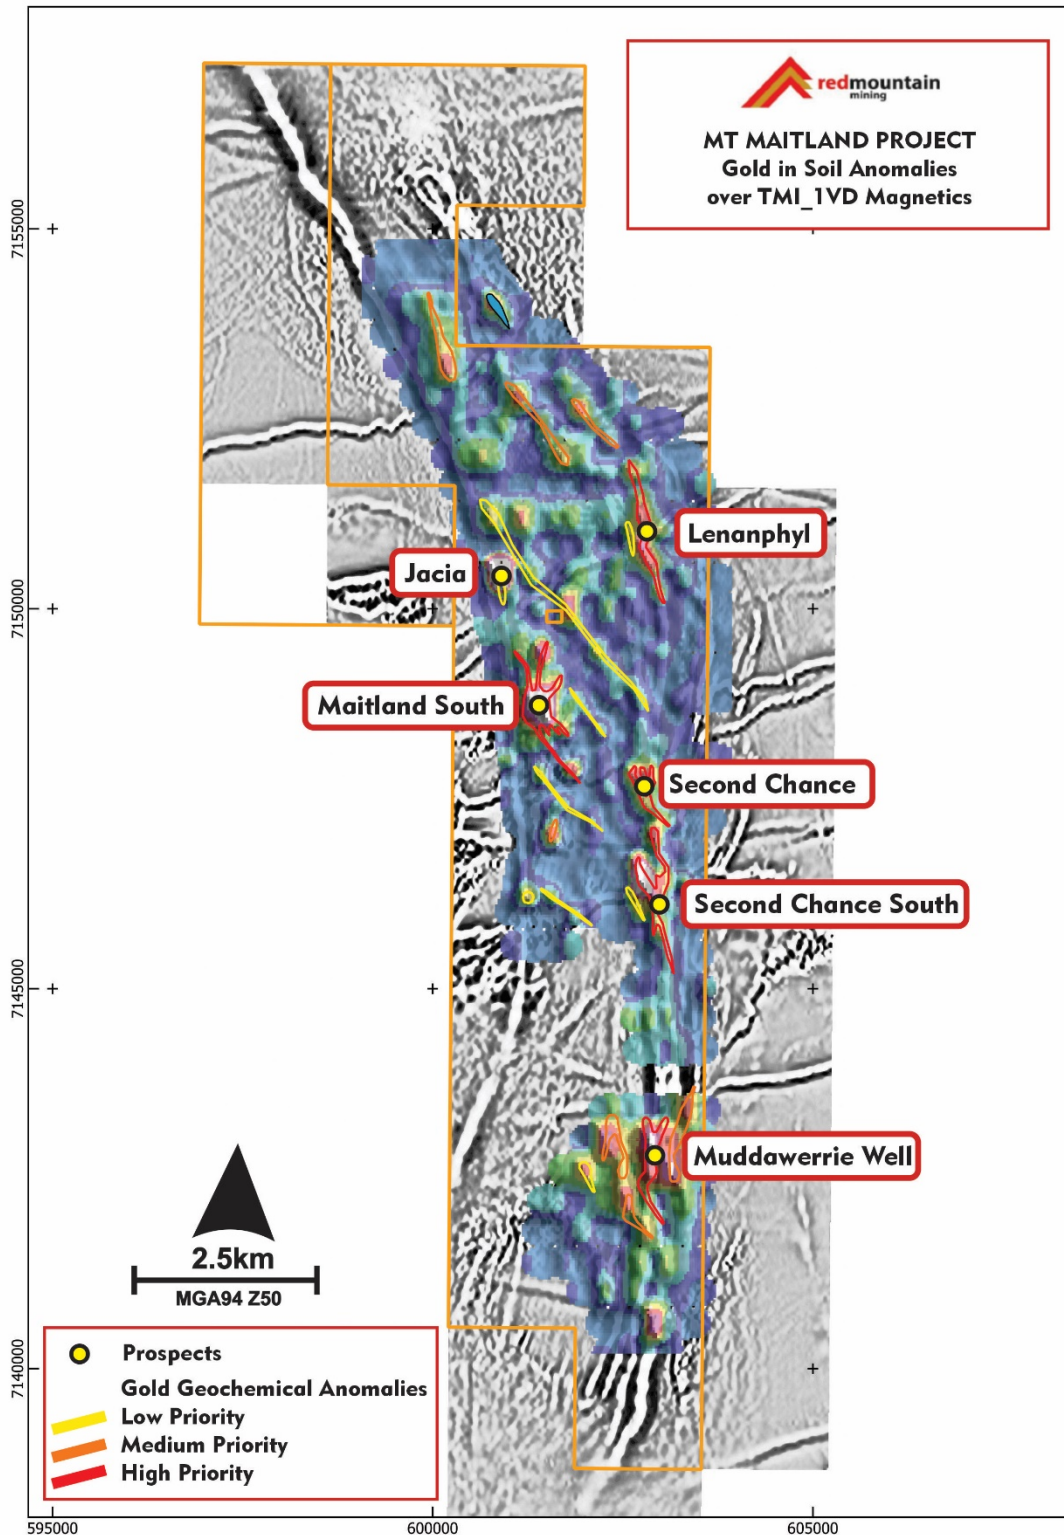 redmountain
mining
MT MAITLAND PROJECT
Gold in Soil Anomalies
over TMI_1VD Magnetics
7155000
Lenanphyl
Jacia
7150000
Maitland South
Second Chance
Second Chance South
7145000
Muddawerrie Well
2.5km
MGA94 Z50
Prospects
Gold Geochemical Anomalies
Low Priority
Medium Priority
High Priority
7140000
595000
600000
605000